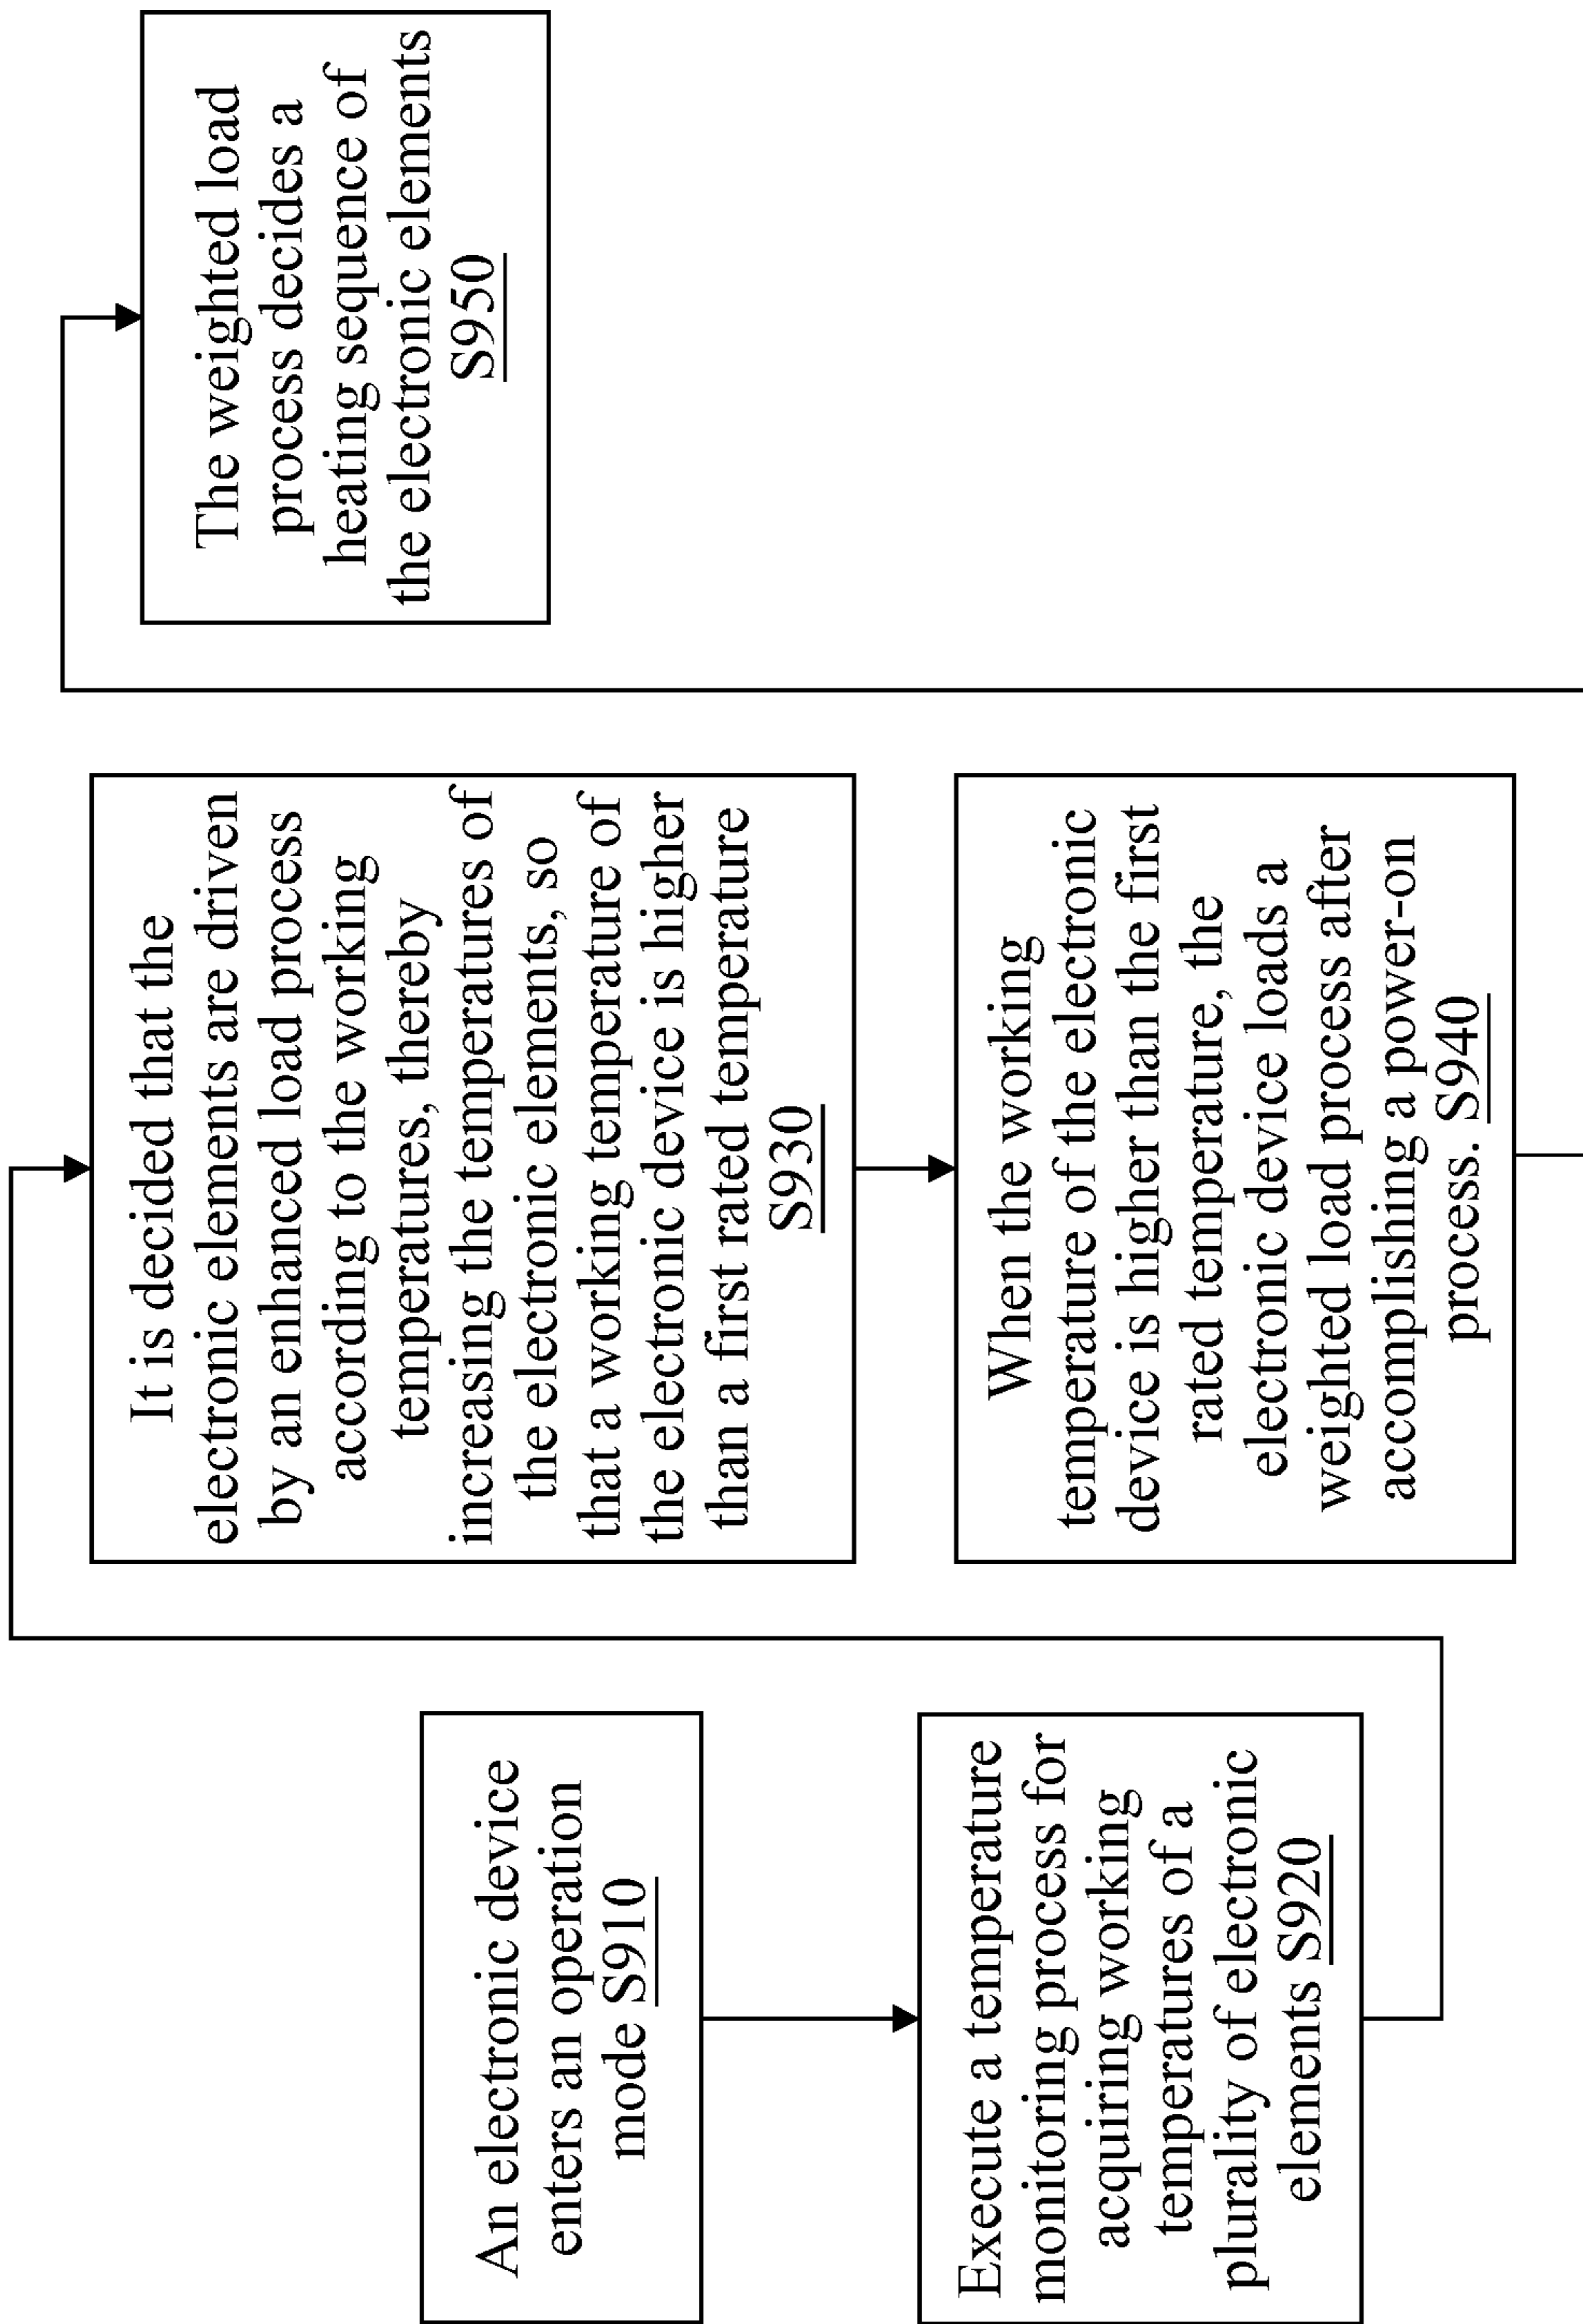 An electronic device
enters an operation
mode S910
Execute a temperature
monitoring process for
acquiring working
temperatures of a
plurality of electronic
elements S920
It is decided that the
electronic elements are driven
by an enhanced load process
according to the working
temperatures, thereby
increasing the temperatures of
the electronic elements, so
that a working temperature of
the electronic device is higher
than a first rated temperature
S930
When the working
temperature of the electronic
device is higher than the first
rated temperature, the
electronic device loads a
weighted load process after
accomplishing a power-on
process. S940
The weighted load
process decides a
heating sequence of
the electronic elements
S950